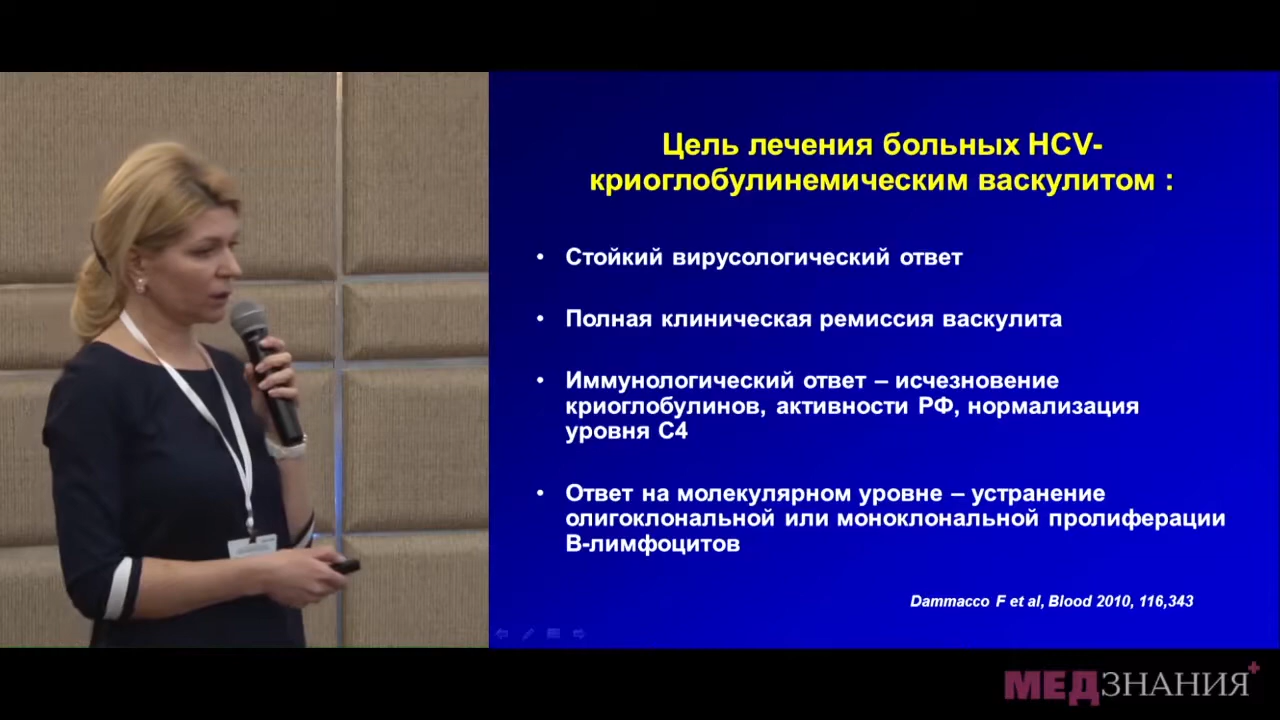 Цель лечения больных HCV-
криоглобулинемическим васкулитом :
• Стойкий вирусологический ответ
• Полная клиническая ремиссия васкулита
• Иммунологический ответ – исчезновение
криоглобулинов, активности РФ, нормализация
уровня С4
• Ответ на молекулярном уровне – устранение
олигоклональной или моноклональной пролиферации
В-лимфоцитов
Dammacco F et al, Blood 2010, 116,343
МЕДЗНАНИЯ+